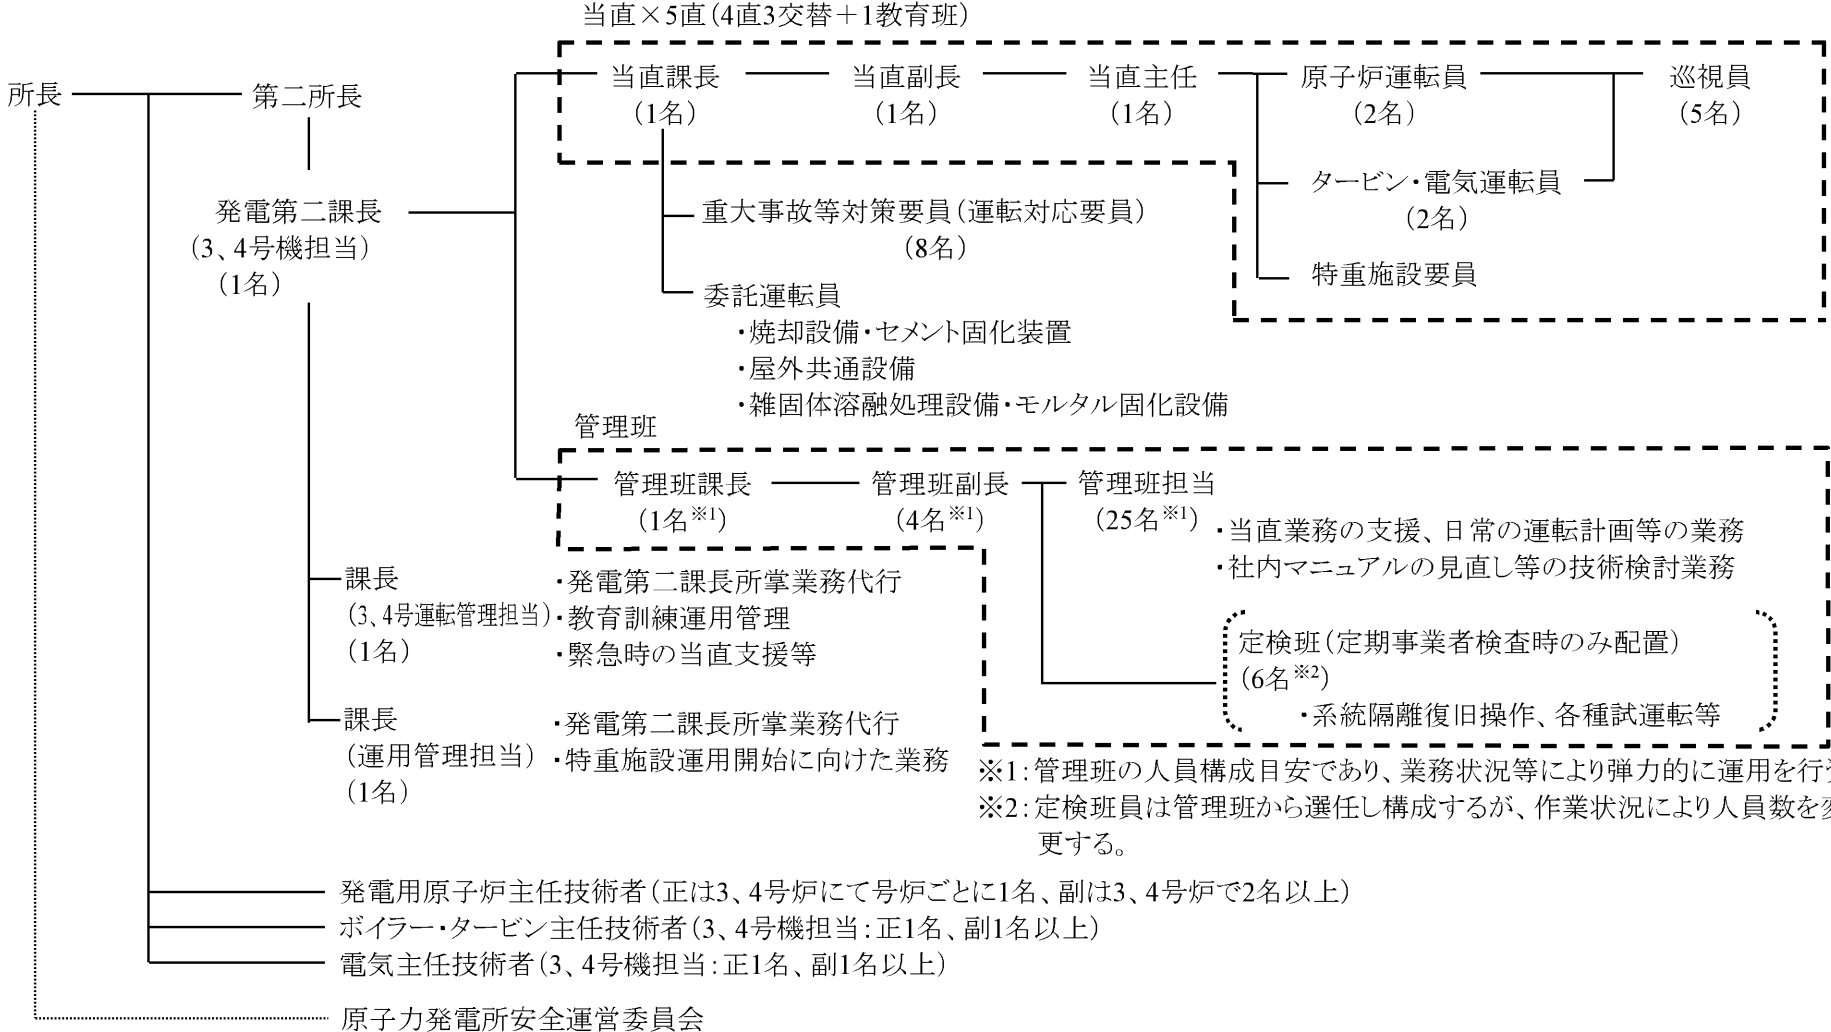 当直×5直(4直3交替+1教育班)
所長
第二所長
当直課長
(1名)
当直副長
(1名)
当直主任
(1名)
原子炉運転員
(2名)
巡視員
(5名)
タービン・電気運転員
(2名)
特重施設要員
発電第二課長
(3、4号機担当)
(1名)
重大事故等対策要員(運転対応要員)
(8名)
委託運転員
・焼却設備・セメント固化装置
・屋外共通設備
・雑固体溶融処理設備・モルタル固化設備
管理班
管理班課長
(1名※1)
管理班副長
(4名※1)
管理班担当
(25名※1)
・当直業務の支援、日常の運転計画等の業務
・社内マニュアルの見直し等の技術検討業務
定検班(定期事業者検査時のみ配置)
(6名※2)
・系統隔離復旧操作、各種試運転等
課長
(3、4号運転管理担当)
(1名)
・発電第二課長所掌業務代行
・教育訓練運用管理
・緊急時の当直支援等
課長
(運用管理担当)
(1名)
・発電第二課長所掌業務代行
・特重施設運用開始に向けた業務
※1:管理班の人員構成目安であり、業務状況等により弾力的に運用を行う
※2:定検班員は管理班から選任し構成するが、作業状況により人員数を変
更する。
発電用原子炉主任技術者(正は3、4号炉にて号炉ごとに1名、副は3、4号炉で2名以上)
ボイラー・タービン主任技術者(3、4号機担当:正1名、副1名以上)
電気主任技術者(3、4号機担当:正1名、副1名以上)
原子力発電所安全運営委員会